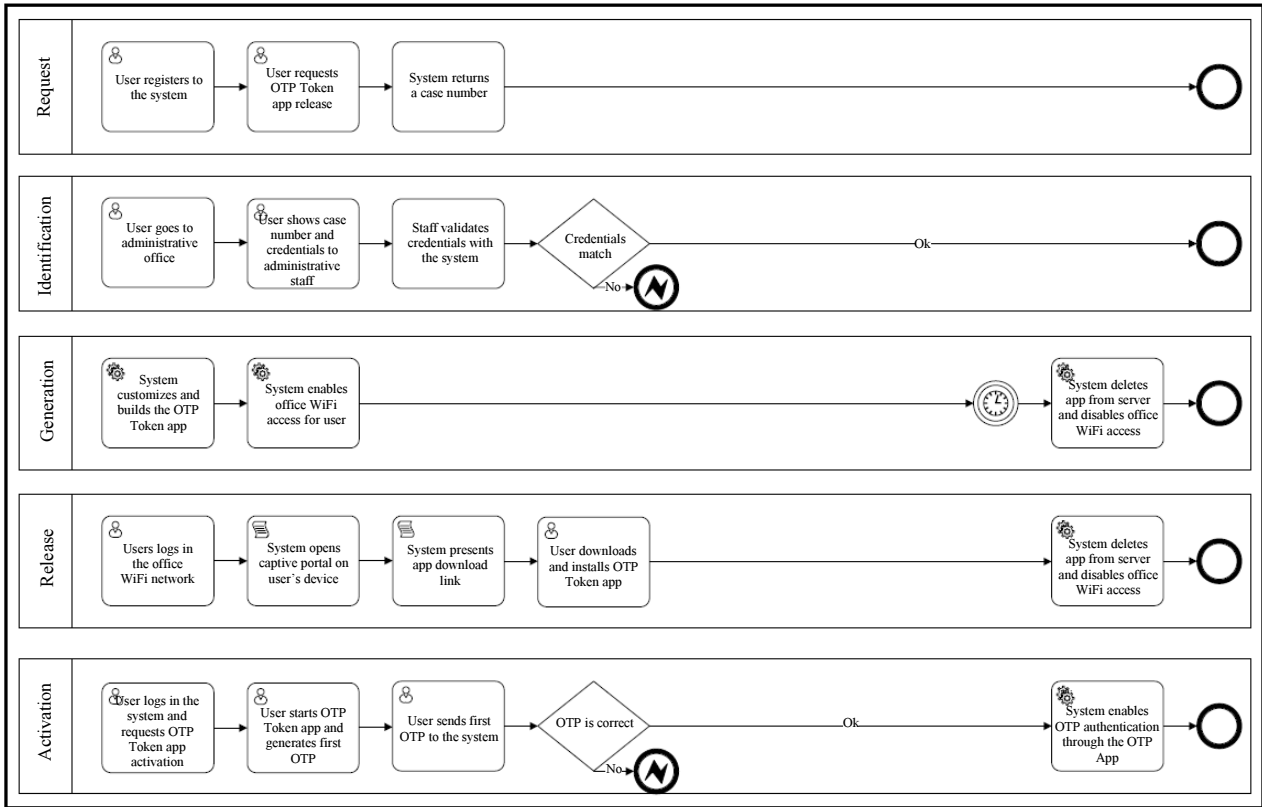 Request
User registers to
the system
User requests
OTP Token
app release
System returns
a case number
Identification
User goes to
administrative
office
User shows case
number and
credentials to
administrative
staff
Staff validates
credentials with
the system
Credentials
match
Ok
No
Generation
System
customizes and
builds the OTP
Token app
System enables
office WiFi
access for user
System deletes
app from server
and disables office
WiFi access
Release
Users logs in
the office
WiFi network
System opens
captive portal on
user's device
System presents
app download
link
User downloads
and installs OTP
Token app
System deletes
app from server
and disables office
WiFi access
Activation
User logs in the
system and
requests OTP
Token app
activation
User starts OTP
Token app and
generates first
OTP
User sends first
OTP to the system
OTP is correct
Ok
No
System enables
OTP authentication
through the OTP
App